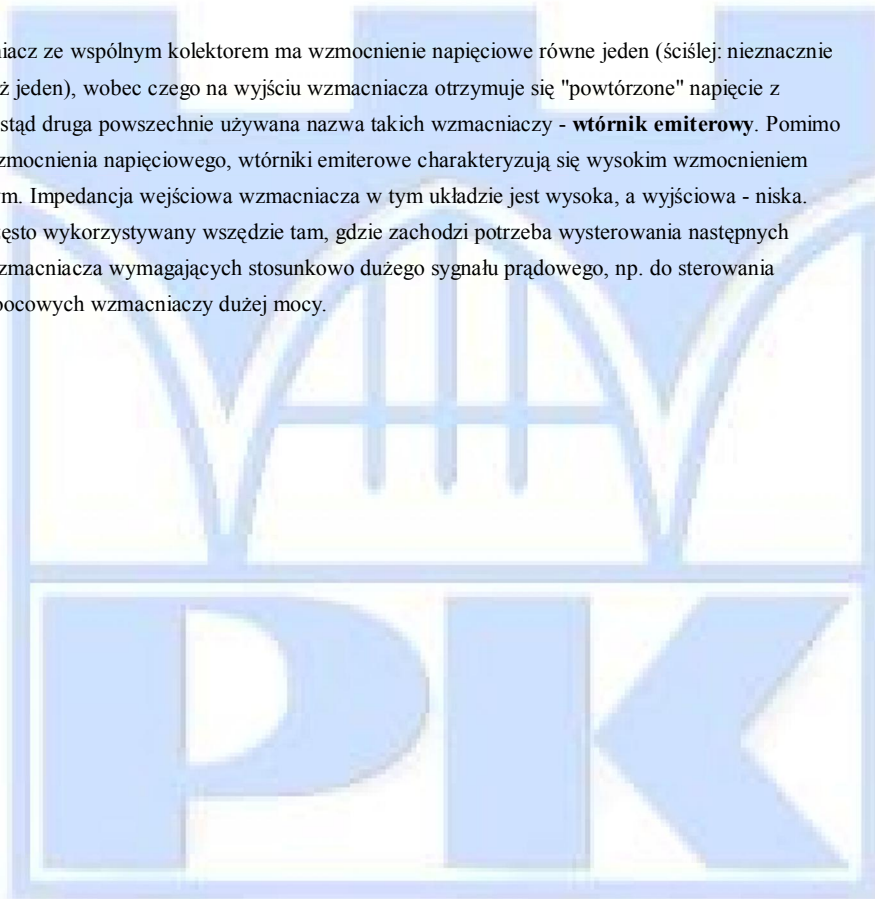 niacz ze wspólnym kolektorem ma wzmocnienie napięciowe równe jeden (ściślej: nieznacznie
ż jeden), wobec czego na wyjściu wzmacniacza otrzymuje się "powtórzone" napięcie z
stąd druga powszechnie używana nazwa takich wzmacniaczy - wtórnik emiterowy. Pomimo
zmocnienia napięciowego, wtórniki emiterowe charakteryzują się wysokim wzmocnieniem
ym. Impedancja wejściowa wzmacniacza w tym układzie jest wysoka, a wyjściowa - niska.
zęsto wykorzystywany wszędzie tam, gdzie zachodzi potrzeba wysterowania następnych
zmacniacza wymagających stosunkowo dużego sygnału prądowego, np. do sterowania
ocowych wzmacniaczy dużej mocy.
PK